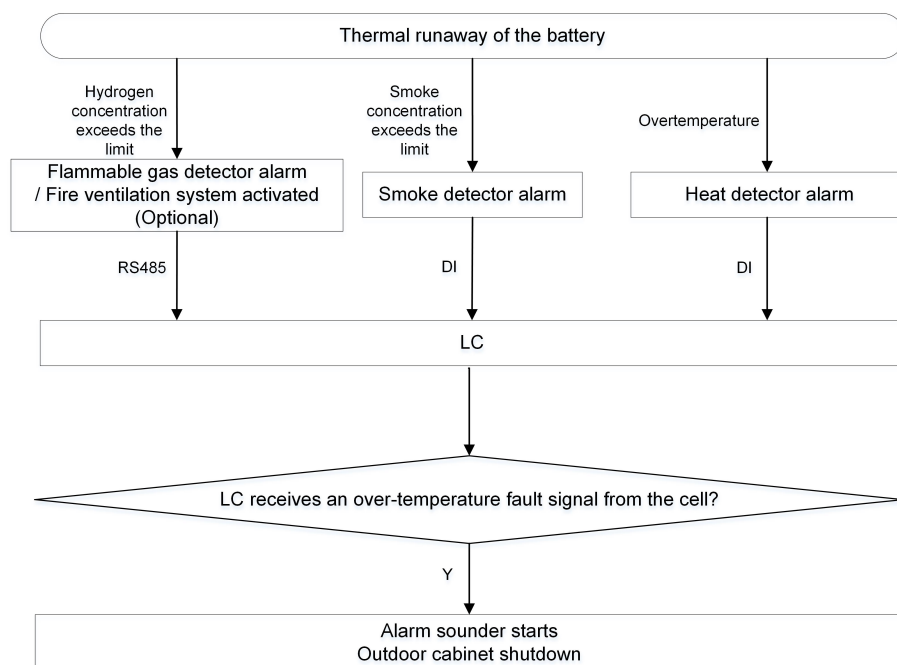 Thermal runaway of the battery
Hydrogen
concentration
exceeds the
limit
Smoke
concentration
exceeds the
limit
Overtemperature
Flammable gas detector alarm
/ Fire ventilation system activated
(Optional)
Smoke detector alarm
Heat detector alarm
RS485
DI
DI
LC
LC receives an over-temperature fault signal from the cell?
Y
Alarm sounder starts
Outdoor cabinet shutdown